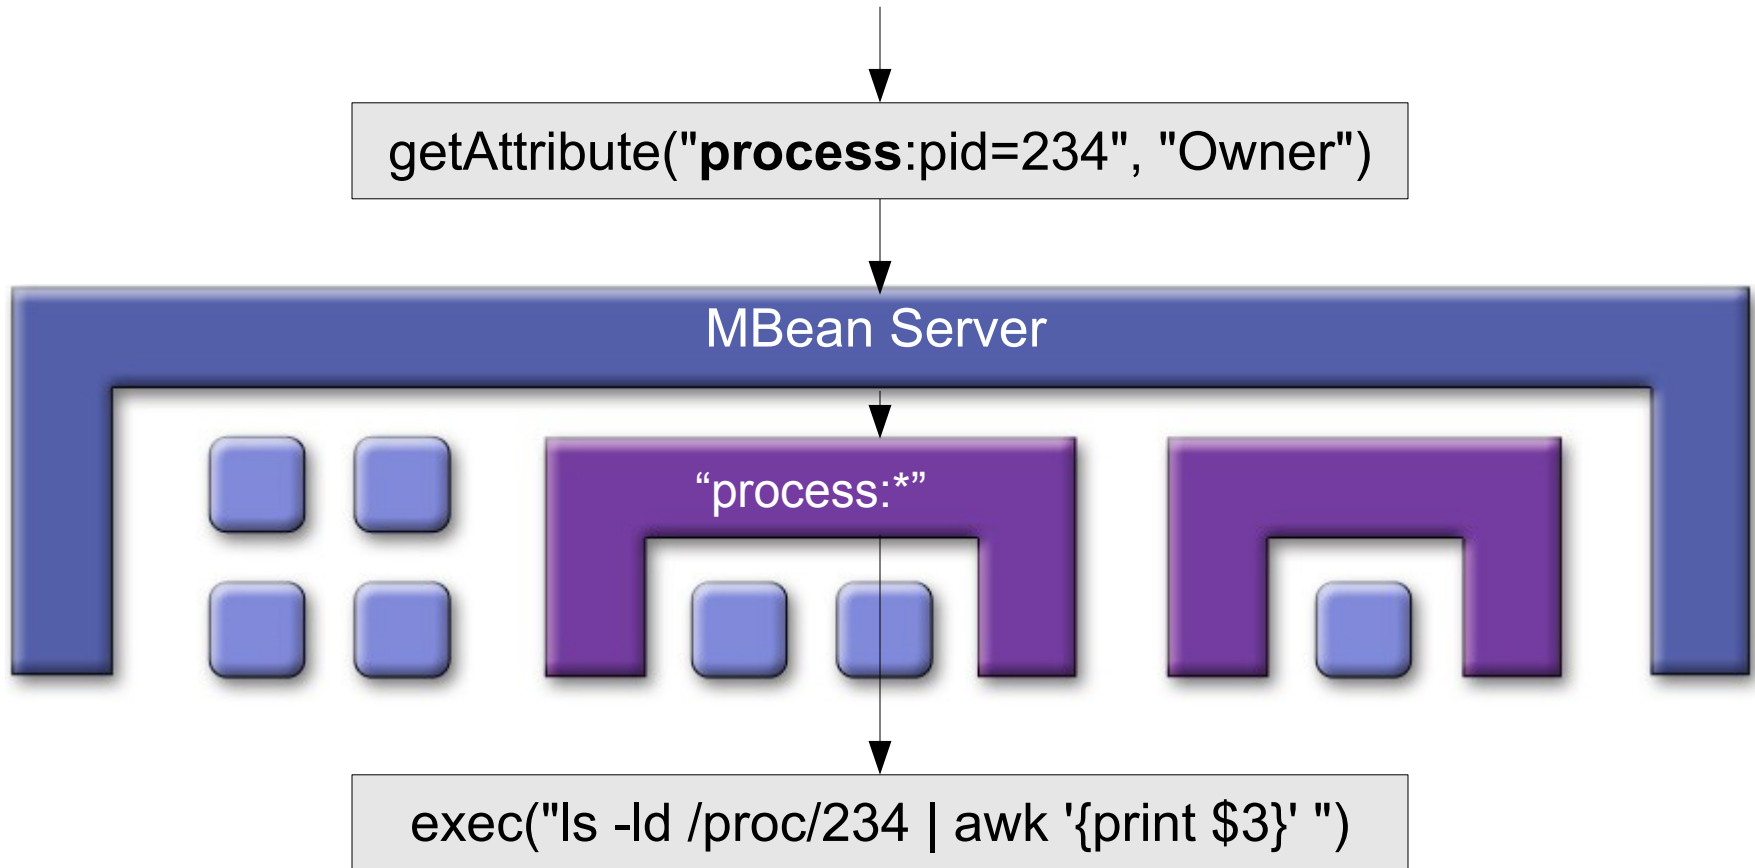 getAttribute("process:pid=234", "Owner")
MBean Server
“process:*”
exec("ls -ld /proc/234 | awk '{print $3}' ")